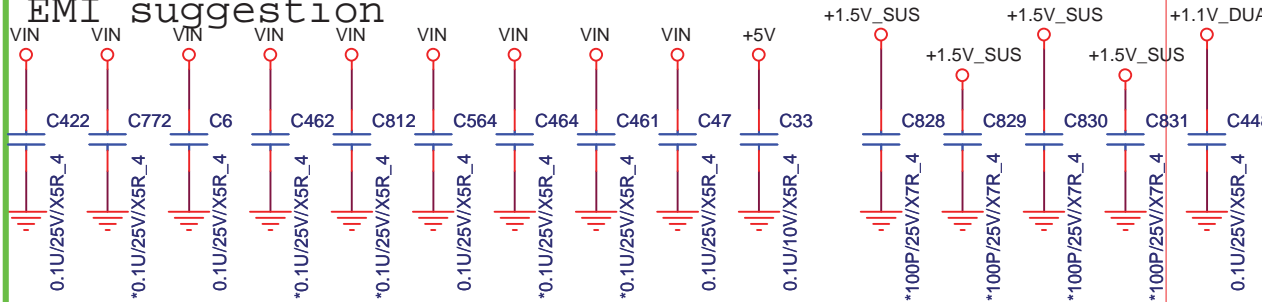 EMI suggestion
VIN VIN VIN VIN VIN VIN VIN VIN VIN +5V +1.5V_SUS +1.5V_SUS +1.1V_DUA
+1.5V_SUS +1.5V_SUS
C422 C772 C6 C462 C812 C564 C464 C461 C47 C33 C828 C829 C830 C831 C448
0.1U/25V/X5R_4
*0.1U/25V/X5R_4
0.1U/25V/X5R_4
*0.1U/25V/X5R_4
*0.1U/25V/X5R_4
0.1U/25V/X5R_4
*0.1U/25V/X5R_4
*0.1U/25V/X5R_4
0.1U/25V/X5R_4
0.1U/10V/X5R_4
*100P/25V/X7R_4
*100P/25V/X7R_4
*100P/25V/X7R_4
*100P/25V/X7R_4
0.1U/25V/X5R_4